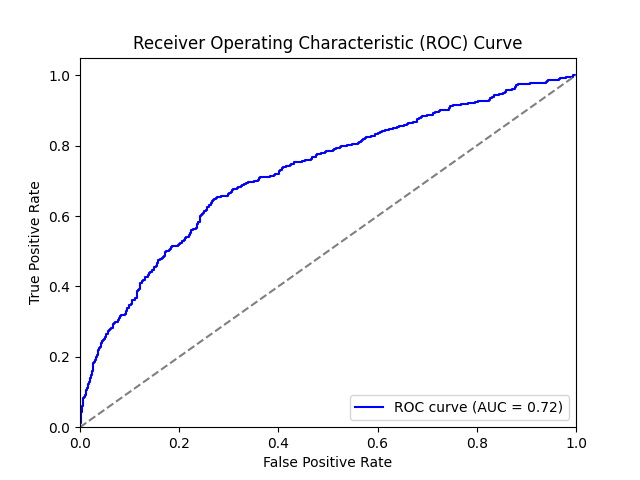 Receiver Operating Characteristic (ROC) Curve
True Positive Rate
1.0
0.8
0.6
0.4
0.2
0.0
ROC curve (AUC = 0.72)
0.0 0.2 0.4 0.6 0.8 1.0
False Positive Rate